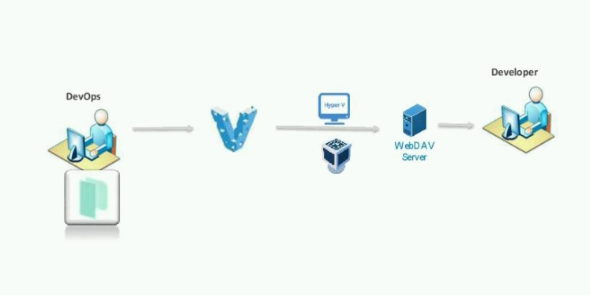 Developer
DevOps
Hyper V
WebDAV
Server